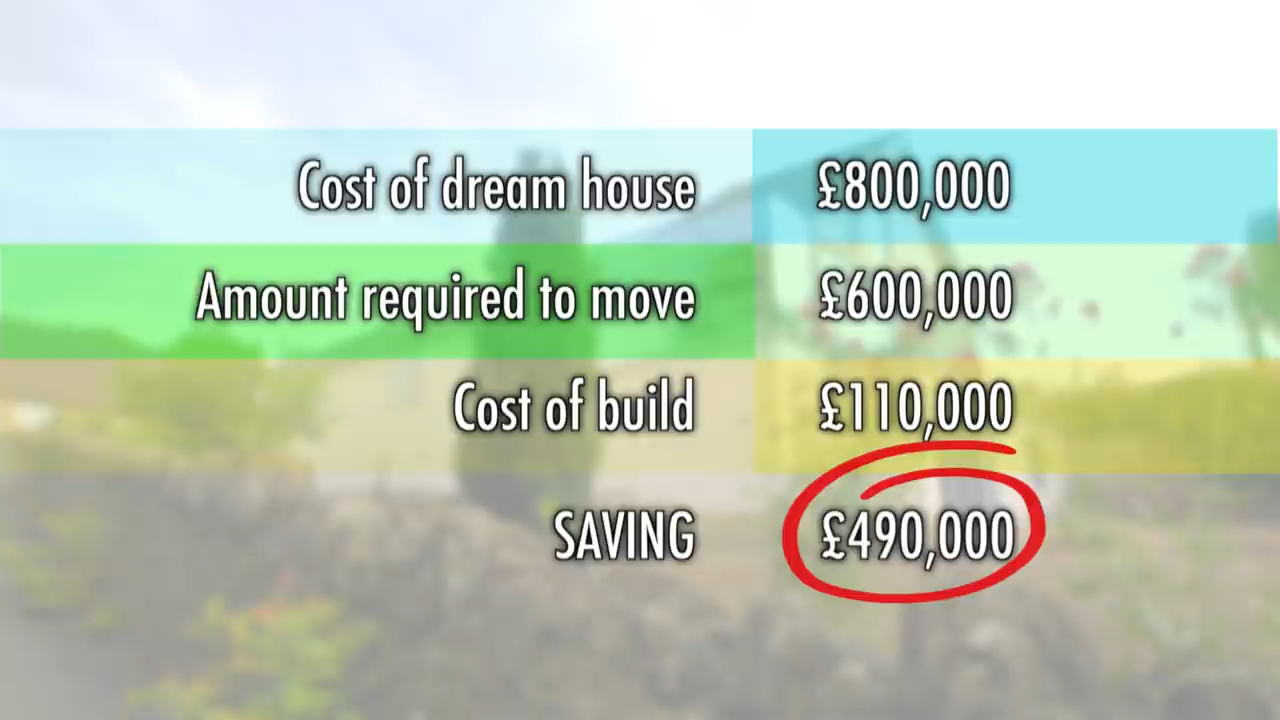 Cost of dream house £800,000
Amount required to move £600,000
Cost of build £110,000
SAVING £490,000